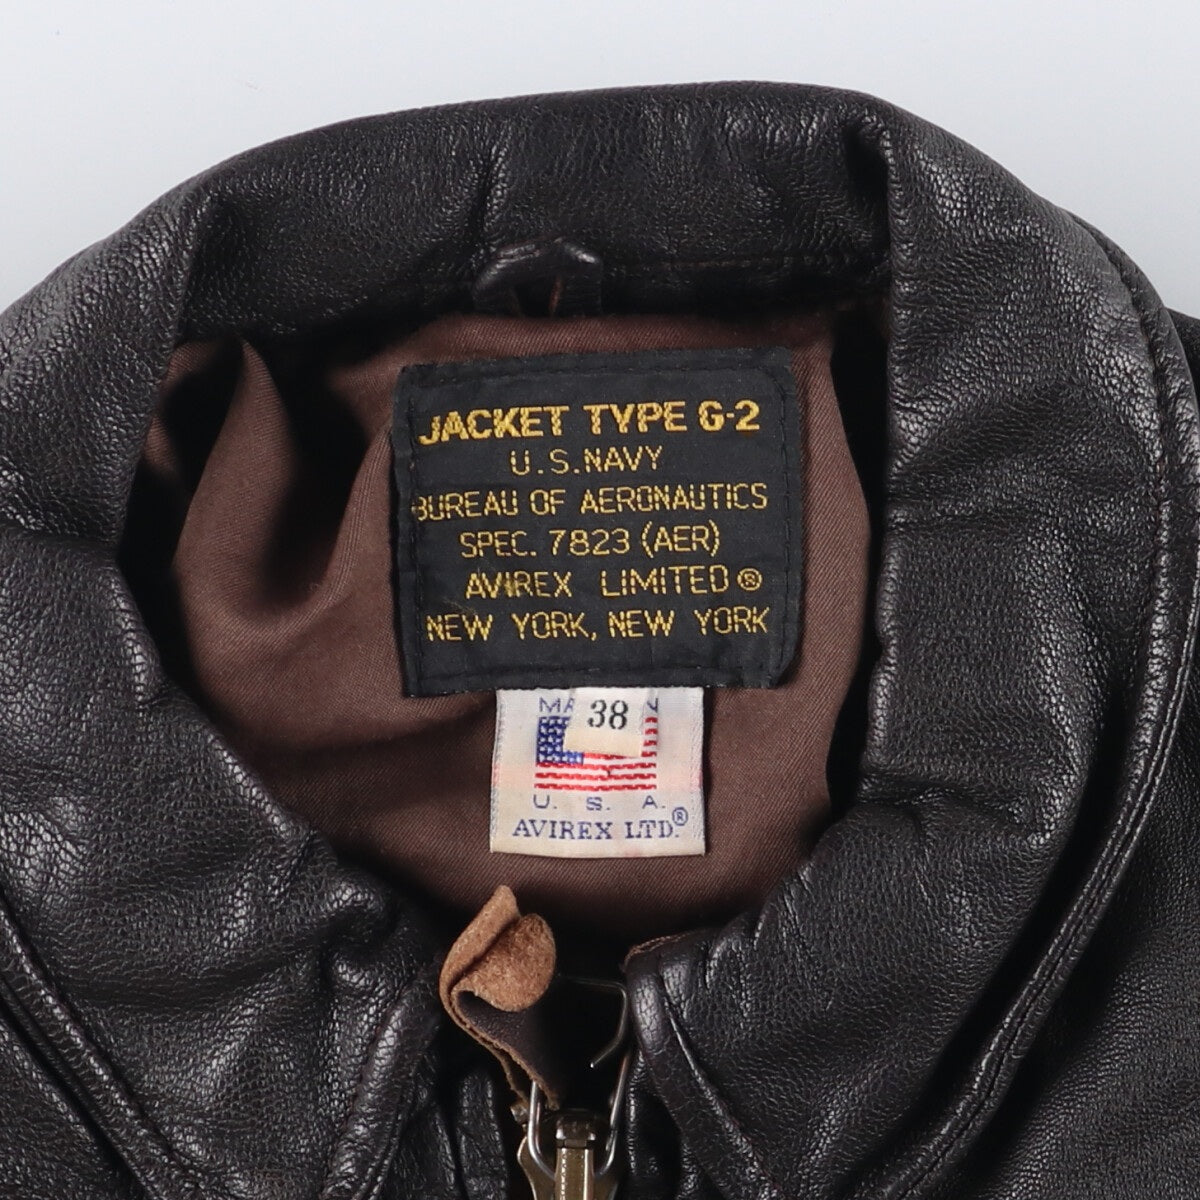 JACKET TYPE G-2
U.S.NAVY
BUREAU OF AERONAUTICS
SPEC. 7823 (AER)
AVIREX LIMITED ®
NEW YORK, NEW YORK
38
U. S. A.
AVIREX LTD.®